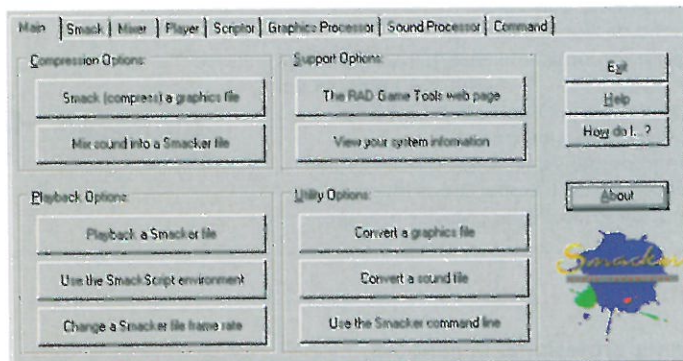 Main Smack Mixer Player Scriptor Graphics Processor Sound Processor Command
Compression Options:
Smack (compress) a graphics file
Mix sound into a Smacker file
Support Options:
The RAD Game Tools web page
View your system information
Exit
Help
How do I..?
About
Playback Options:
Playback a Smacker file
Use the SmackScript environment
Change a Smacker file frame rate
Utility Options:
Convert a graphics file
Convert a sound file
Use the Smacker command line
Smacker